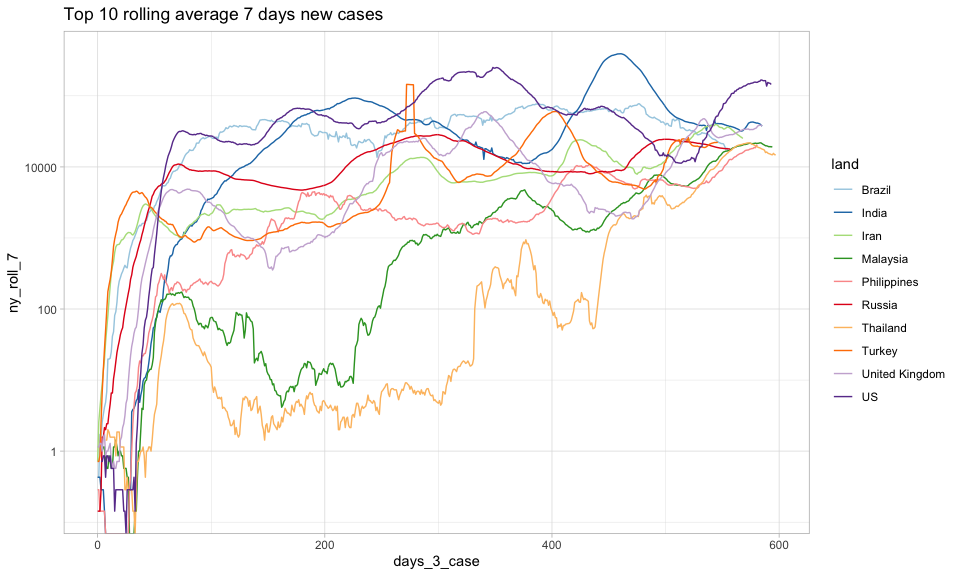 Top 10 rolling average 7 days new cases
ny_roll_7
10000
100
1
0
200
400
600
days_3_case
land
Brazil
India
Iran
Malaysia
Philippines
Russia
Thailand
Turkey
United Kingdom
US